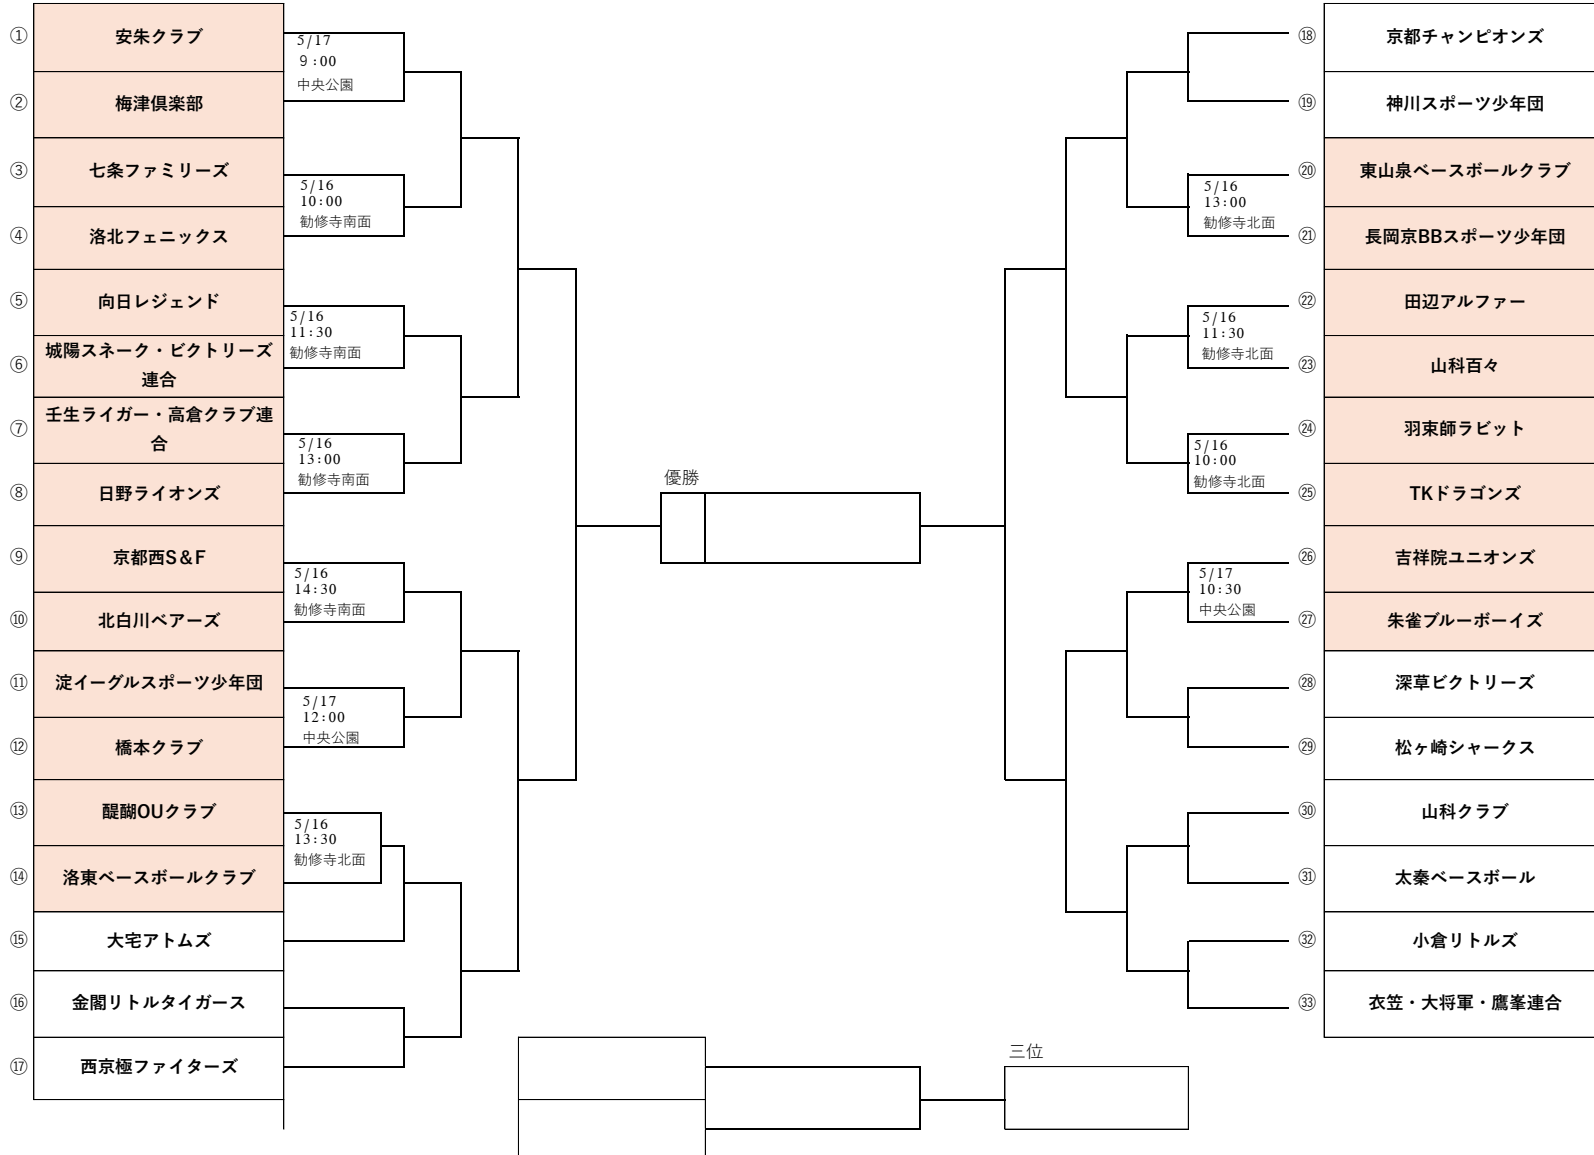 ① 安朱クラブ
5/17
9:00
中央公園
② 梅津倶楽部
③ 七条ファミリーズ
5/16
10:00
勧修寺南面
④ 洛北フェニックス
⑤ 向日レジェンド
5/16
11:30
勧修寺南面
⑥ 城陽スネーク・ビクトリーズ
連合
⑦ 壬生ライガー・高倉クラブ連
合
5/16
13:00
勧修寺南面
⑧ 日野ライオンズ
⑨ 京都西S&F
5/16
14:30
勧修寺南面
⑩ 北白川ベアーズ
⑪ 淀イーグルスポーツ少年団
5/17
12:00
中央公園
⑫ 橋本クラブ
⑬ 醍醐OUクラブ
5/16
13:30
勧修寺北面
⑭ 洛東ベースボールクラブ
⑮ 大宅アトムズ
⑯ 金閣リトルタイガース
⑰ 西京極ファイターズ
優勝
三位
⑱ 京都チャンピオンズ
⑲ 神川スポーツ少年団
⑳ 東山泉ベースボールクラブ
5/16
13:00
勧修寺北面
㉑ 長岡京BBスポーツ少年団
㉒ 田辺アルファー
5/16
11:30
勧修寺北面
㉓ 山科百々
㉔ 羽束師ラビット
5/16
10:00
勧修寺北面
㉕ TKドラゴンズ
㉖ 吉祥院ユニオンズ
5/17
10:30
中央公園
㉗ 朱雀ブルーボーイズ
㉘ 深草ビクトリーズ
㉙ 松ヶ崎シャークス
㉚ 山科クラブ
㉛ 太秦ベースボール
㉜ 小倉リトルズ
㉝ 衣笠・大将軍・鷹峯連合